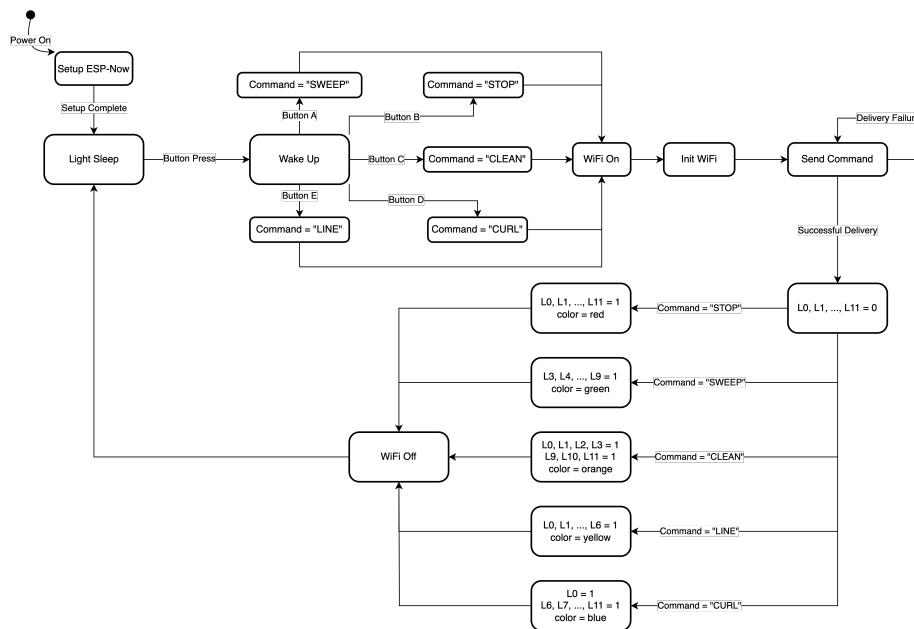 Power On
Setup ESP-Now
Setup Complete
Light Sleep
Button Press
Wake Up
Button A
Command = "SWEEP"
Button B
Command = "STOP"
Button C
Command = "CLEAN"
Button D
Command = "CURL"
Button E
Command = "LINE"
WiFi On
Init WiFi
Send Command
Delivery Failure
Successful Delivery
L0, L1, ..., L11 = 0
Command = "STOP"
L0, L1, ..., L11 = 1
color = red
Command = "SWEEP"
L3, L4, ..., L9 = 1
color = green
Command = "CLEAN"
L0, L1, L2, L3 = 1
L9, L10, L11 = 1
color = orange
Command = "LINE"
L0, L1, ..., L6 = 1
color = yellow
Command = "CURL"
L0 = 1
L6, L7, ..., L11 = 1
color = blue
WiFi Off